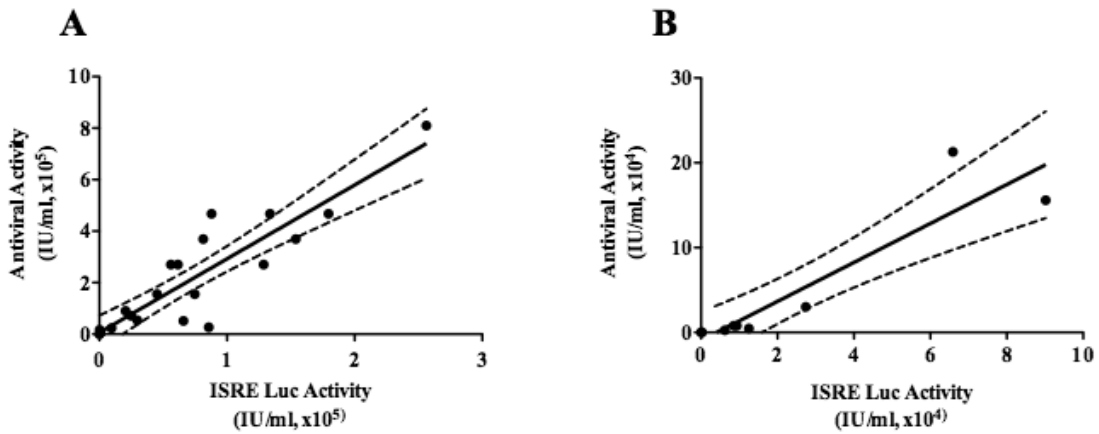 A
B
Antiviral Activity
(IU/ml, x10⁵)
10
8
6
4
2
0
0
1
2
3
ISRE Luc Activity
(IU/ml, x10⁵⁾
Antiviral Activity
(IU/ml, x10⁴)
30
20
10
0
0
2
4
6
8
10
ISRE Luc Activity
(IU/ml, x10⁴)